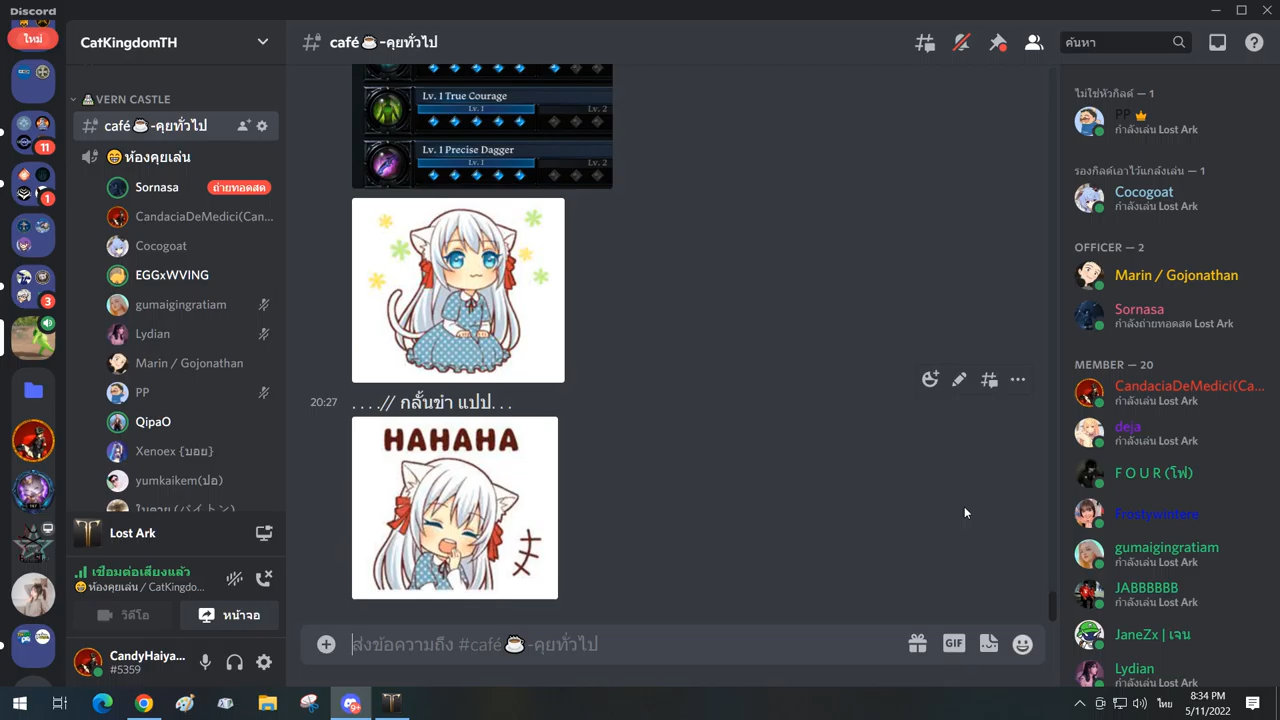 Discord
ใหม่
CatKingdomTH
café☕-คุยทั่วไป
ค้นหา
VERN CASTLE
café☕-คุยทั่วไป
😁ห้องคุยเล่น
Sornasa
ถ่ายทอดสด
CandaciaDeMedici(Can...
Cocogoat
EGGxWVING
gumaigingratiam
Lydian
Marin / Gojonathan
PP
QipaO
Xenoex {บอย}
yumkaikem(ปอ)
11
1
3
Lost Ark
เชื่อมต่อเสียงแล้ว
😁ห้องคุยเล่น / CatKingdo...
วิดีโอ
หน้าจอ
CandyHaiya...
#5359
Lv. 1 True Courage
Lv. 1
Lv. 2
Lv. 1 Precise Dagger
Lv. 1
Lv. 2
20:27
. . . .// กลั้นขำ แปป. . .
HAHAHA
ส่งข้อความถึง #café☕-คุยทั่วไป
GIF
ไม่ใช่หัวกิลด์ — 1
PP
กำลังเล่น Lost Ark
รองกิลด์เอาไว้แกล้งเล่น — 1
Cocogoat
กำลังเล่น Lost Ark
OFFICER — 2
Marin / Gojonathan
Sornasa
กำลังถ่ายทอดสด Lost Ark
MEMBER — 20
CandaciaDeMedici(Ca...
กำลังเล่น Lost Ark
deja
กำลังเล่น Lost Ark
F O U R (โฟ)
Frostywintere
gumaigingratiam
กำลังเล่น Lost Ark
JABBBBBB
กำลังเล่น Lost Ark
JaneZx | เจน
Lydian
9+
ไทย
8:34 PM
5/11/2022